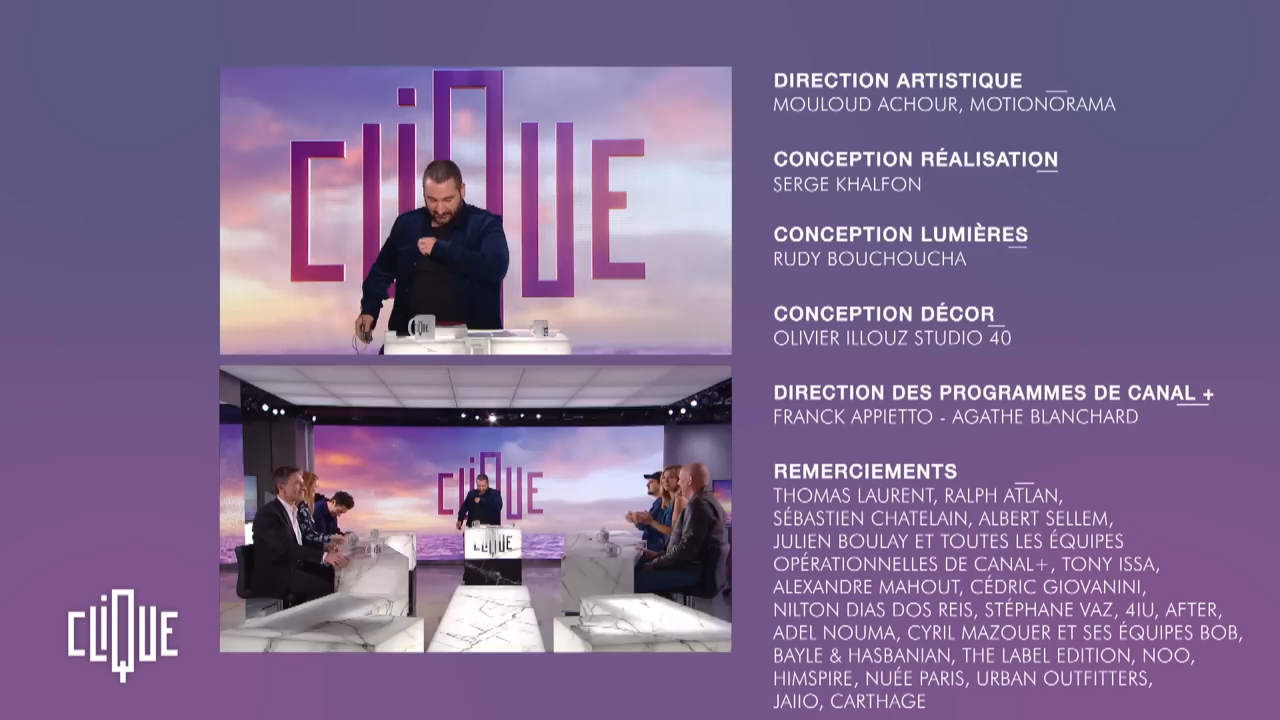 CLIQUE
CLIQUE
CLIQUE
CLIQUE
DIRECTION ARTISTIQUE
MOULOUD ACHOUR, MOTIONORAMA
CONCEPTION RÉALISATION
SERGE KHALFON
CONCEPTION LUMIÈRES
RUDY BOUCHOUCHA
CONCEPTION DÉCOR
OLIVIER ILLOUZ STUDIO 40
DIRECTION DES PROGRAMMES DE CANAL +
FRANCK APPIETTO - AGATHE BLANCHARD
REMERCIEMENTS
THOMAS LAURENT, RALPH ATLAN,
SÉBASTIEN CHATELAIN, ALBERT SELLEM,
JULIEN BOULAY ET TOUTES LES ÉQUIPES
OPÉRATIONNELLES DE CANAL+, TONY ISSA,
ALEXANDRE MAHOUT, CÉDRIC GIOVANINI,
NILTON DIAS DOS REIS, STÉPHANE VAZ, 4IU, AFTER,
ADEL NOUMA, CYRIL MAZOUER ET SES ÉQUIPES BOB,
BAYLE & HASBANIAN, THE LABEL EDITION, NOO,
HIMSPIRE, NUÉE PARIS, URBAN OUTFITTERS,
JAIIO, CARTHAGE